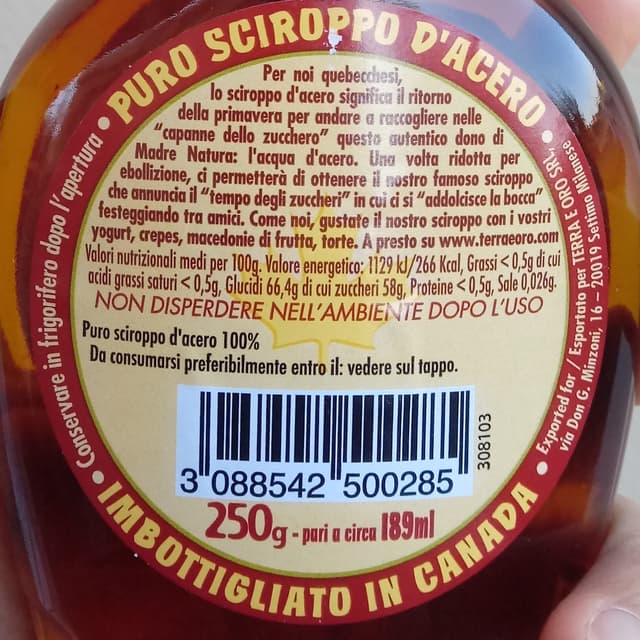 PURO SCIROPPO D'ACERO
Per noi quebecchesi,
lo sciroppo d'acero significa il ritorno
della primavera per andare a raccogliere nelle
"capanne dello zucchero" questo autentico dono di
Madre Natura: l'acqua d'acero. Una volta ridotta per
ebollizione, ci permetterà di ottenere il nostro famoso sciroppo
che annuncia il "tempo degli zuccheri" in cui ci si "addolcisce la bocca"
festeggiando tra amici. Come noi, gustate il nostro sciroppo con i vostri
yogurt, crepes, macedonie di frutta, torte. A presto su www.terraeoro.com
Valori nutrizionali medi per 100g. Valore energetico: 1129 kJ/266 Kcal, Grassi < 0,5g di cui
acidi grassi saturi < 0,5g, Glucidi 66,4g di cui zuccheri 58g, Proteine < 0,5g, Sale 0,026g.
NON DISPERDERE NELL'AMBIENTE DOPO L'USO
Puro sciroppo d'acero 100%
Da consumarsi preferibilmente entro il: vedere sul tappo.
3 088542 500285
308103
250g - pari a circa 189ml
Conservare in frigorifero dopo l'apertura
Exported for / Esportato per TERRA E ORO SRL,
via Don G. Minzoni, 16 – 20019 Settimo Milanese
IMBOTTIGLIATO IN CANADA